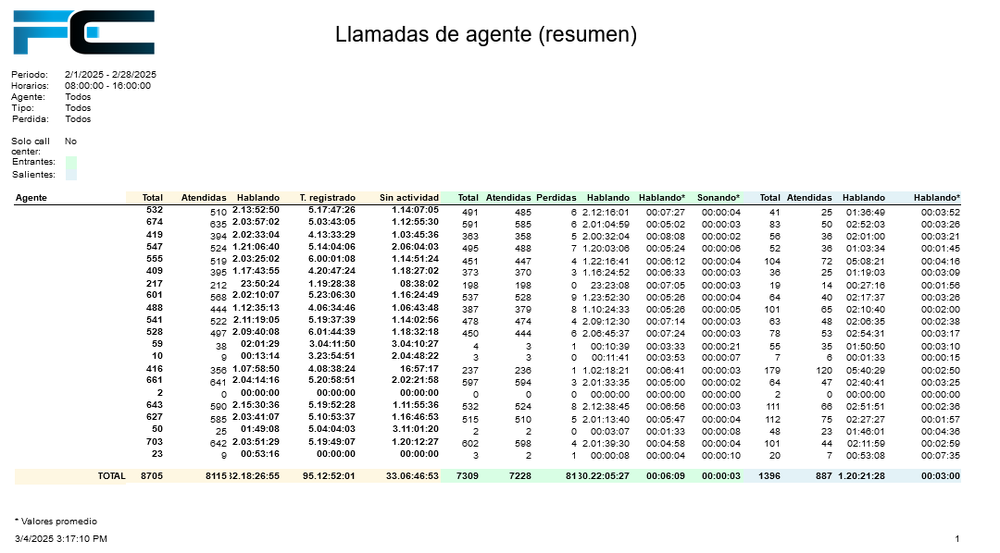 FC
Llamadas de agente (resumen)
Periodo: 2/1/2025 - 2/28/2025
Horarios: 08:00:00 - 16:00:00
Agente: Todos
Tipo: Todos
Perdida: Todos
Solo call center: No
Entrantes:
Salientes:
Agente Total Atendidas Hablando T. registrado Sin actividad Total Atendidas Perdidas Hablando Hablando* Sonando* Total Atendidas Hablando Hablando*
532 510 2.13:52:50 5.17:47:26 1.14:07:05 491 485 6 2.12:16:01 00:07:27 00:00:04 41 25 01:36:49 00:03:52
674 635 2.03:57:02 5.03:43:05 1.12:55:30 591 585 6 2.01:04:59 00:05:02 00:00:03 83 50 02:52:03 00:03:26
419 394 2.02:33:04 4.13:33:29 1.03:45:36 363 358 5 2.00:32:04 00:08:08 00:00:02 56 36 02:01:00 00:03:21
547 524 1.21:06:40 5.14:04:06 2.06:04:03 495 488 7 1.20:03:06 00:05:24 00:00:06 52 36 01:03:34 00:01:45
555 519 2.03:25:02 6.00:01:08 1.14:51:24 451 447 4 1.22:16:41 00:06:12 00:00:04 104 72 05:08:21 00:04:16
409 395 1.17:43:55 4.20:47:24 1.18:27:02 373 370 3 1.16:24:52 00:06:33 00:00:03 36 25 01:19:03 00:03:09
217 212 23:50:24 1.19:28:38 08:38:02 198 198 0 23:23:08 00:07:05 00:00:03 19 14 00:27:16 00:01:56
601 568 2.02:10:07 5.23:06:30 1.16:24:49 537 528 9 1.23:52:30 00:05:26 00:00:04 64 40 02:17:37 00:03:26
488 444 1.12:35:13 4.06:34:46 1.06:43:48 387 379 8 1.10:24:33 00:05:26 00:00:05 101 65 02:10:40 00:02:00
541 522 2.11:19:05 5.19:37:39 1.14:02:56 478 474 4 2.09:12:30 00:07:14 00:00:03 63 48 02:06:35 00:02:38
528 497 2.09:40:08 6.01:44:39 1.18:32:18 450 444 6 2.06:45:37 00:07:24 00:00:03 78 53 02:54:31 00:03:17
59 38 02:01:29 3.04:11:50 3.04:10:27 4 3 1 00:10:39 00:03:33 00:00:21 55 35 01:50:50 00:03:10
10 9 00:13:14 3.23:54:51 2.04:48:22 3 3 0 00:11:41 00:03:53 00:00:07 7 6 00:01:33 00:00:15
416 356 1.07:58:50 4.08:38:24 16:57:17 237 236 1 1.02:18:21 00:06:41 00:00:03 179 120 05:40:29 00:02:50
661 641 2.04:14:16 5.20:58:51 2.02:21:58 597 594 3 2.01:33:35 00:05:00 00:00:02 64 47 02:40:41 00:03:25
2 0 00:00:00 00:00:00 00:00:00 0 0 0 00:00:00 00:00:00 00:00:00 2 0 00:00:00 00:00:00
643 590 2.15:30:36 5.19:52:28 1.11:55:36 532 524 8 2.12:38:45 00:06:56 00:00:03 111 66 02:51:51 00:02:36
627 585 2.03:41:07 5.10:53:37 1.16:46:53 515 510 5 2.01:13:40 00:05:47 00:00:04 112 75 02:27:27 00:01:57
50 25 01:49:08 5.04:04:03 3.11:01:20 2 2 0 00:03:07 00:01:33 00:00:08 48 23 01:46:01 00:04:36
703 642 2.03:51:29 5.19:49:07 1.20:12:27 602 598 4 2.01:39:30 00:04:58 00:00:04 101 44 02:11:59 00:02:59
23 9 00:53:16 00:00:00 00:00:00 3 2 1 00:00:08 00:00:04 00:00:10 20 7 00:53:08 00:07:35
TOTAL 8705 8115 32.18:26:55 95.12:52:01 33.06:46:53 7309 7228 81 30.22:05:27 00:06:09 00:00:03 1396 887 1.20:21:28 00:03:00
* Valores promedio
3/4/2025 3:17:10 PM 1